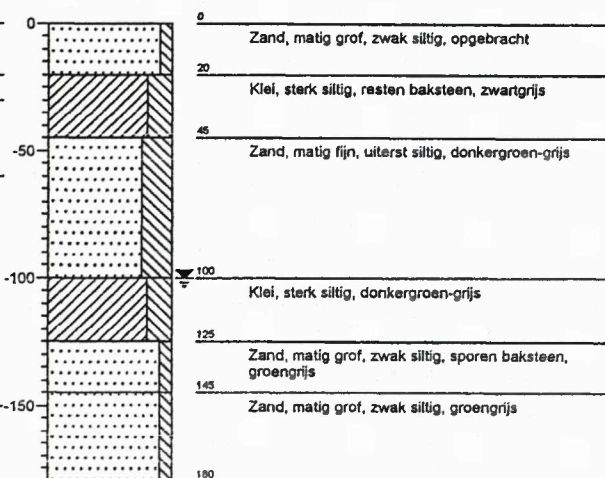 0
0
Zand, matig grof, zwak siltig, opgebracht
20
Klei, sterk siltig, resten baksteen, zwartgrijs
45
Zand, matig fijn, uiterst siltig, donkergroen-grijs
-50
-100
100
Klei, sterk siltig, donkergroen-grijs
125
Zand, matig grof, zwak siltig, sporen baksteen,
groengrijs
145
Zand, matig grof, zwak siltig, groengrijs
-150
180